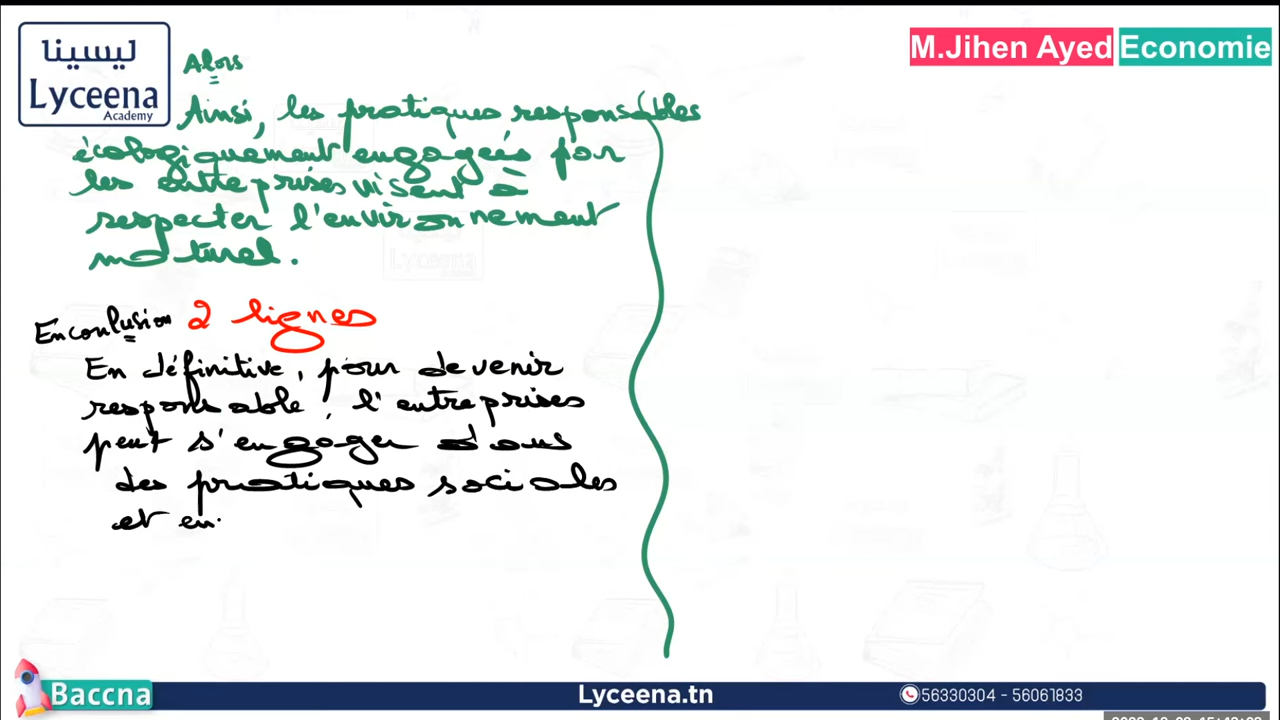 ليسينا
Lyceena
Academy
M.Jihen Ayed Economie
Alors
Ainsi, les pratiques responsables
écologiquement engagées par
les entreprises visent à
respecter l'environnement
naturel.
En conlusion 2 lignes
En définitive, pour devenir
responsable, l'entreprises
peut s'engager dans
des pratiques sociales
et en
Baccna
Lyceena.tn
56330304 - 56061833